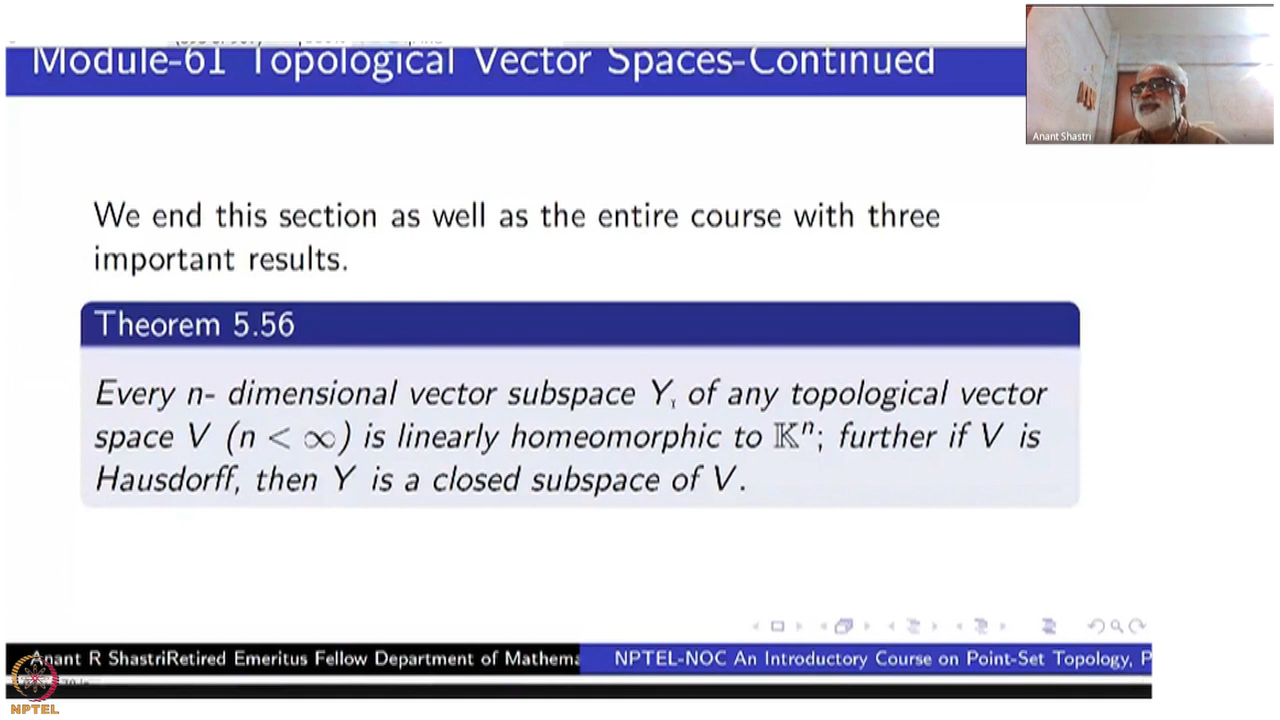 Module-61 Topological Vector Spaces-Continued
Anant Shastri
We end this section as well as the entire course with three
important results.
Theorem 5.56
Every n- dimensional vector subspace Y, of any topological vector
space V (n < ∞) is linearly homeomorphic to 𝕂ⁿ; further if V is
Hausdorff, then Y is a closed subspace of V.
Anant R ShastriRetired Emeritus Fellow Department of Mathema
NPTEL-NOC An Introductory Course on Point-Set Topology, P
NPTEL